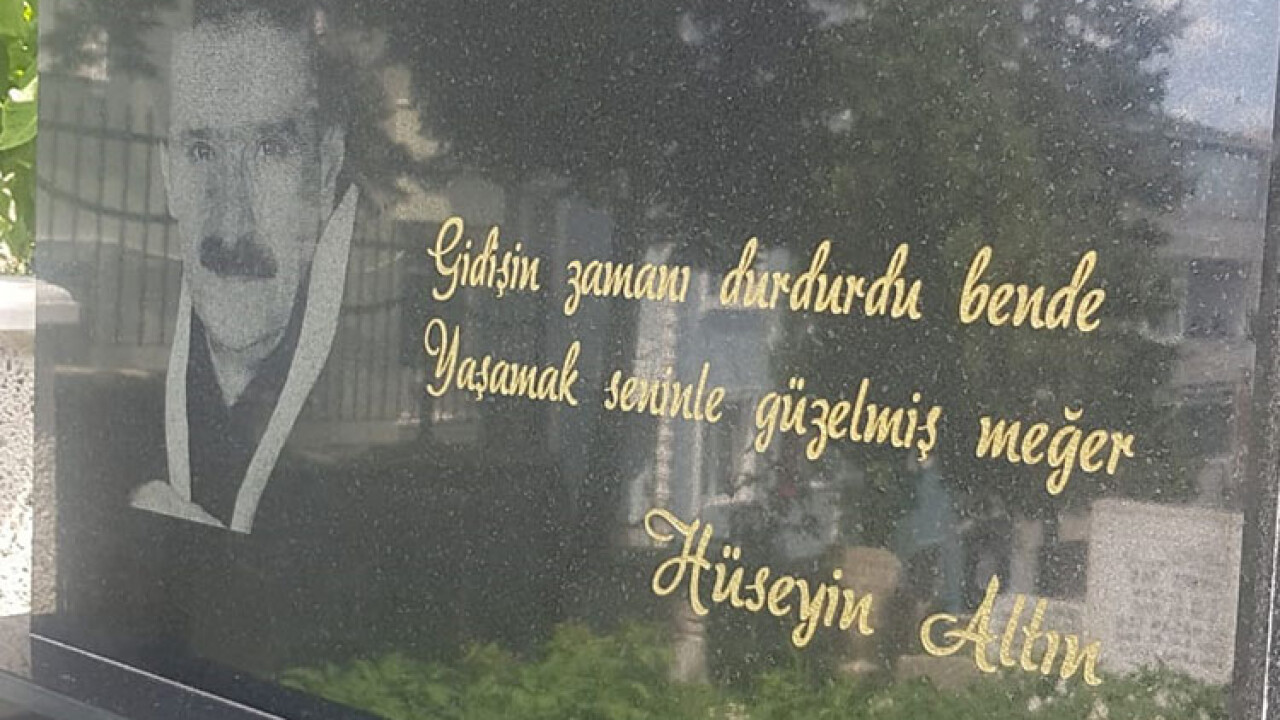 Gidişin zamanı durdurdu bende
Yaşamak seninle güzelmiş meğer
Hüseyin Altın